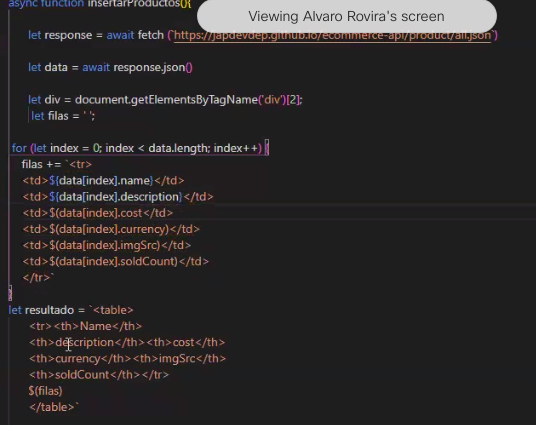 async function insertarProductos(){
Viewing Alvaro Rovira's screen
let response = await fetch (`https://japdevdep.github.io/ecommerce-api/product/all.json`)
let data = await response.json()
let div = document.getElementsByTagName('div')[2];
let filas = ' ';
for (let index = 0; index < data.length; index++) {
filas += `<tr>
<td>${data[index].name}</td>
<td>${data[index].description}</td>
<td>$(data[index].cost</td>
<td>$(data[index].currency)</td>
<td>$(data[index].imgSrc)</td>
<td>$(data[index].soldCount)</td>
</tr>`
}
let resultado = `<table>
<tr><th>Name</th>
<th>description</th><th>cost</th>
<th>currency</th><th>imgSrc</th>
<th>soldCount</th></tr>
$(filas)
</table>`